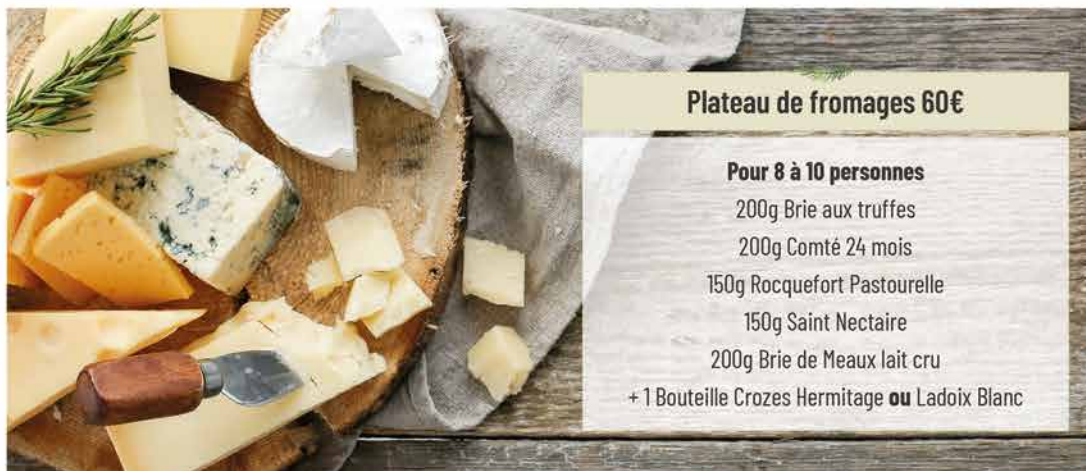 Plateau de fromages 60€
Pour 8 à 10 personnes
200g Brie aux truffes
200g Comté 24 mois
150g Rocquefort Pastourelle
150g Saint Nectaire
200g Brie de Meaux lait cru
+ 1 Bouteille Crozes Hermitage ou Ladoix Blanc